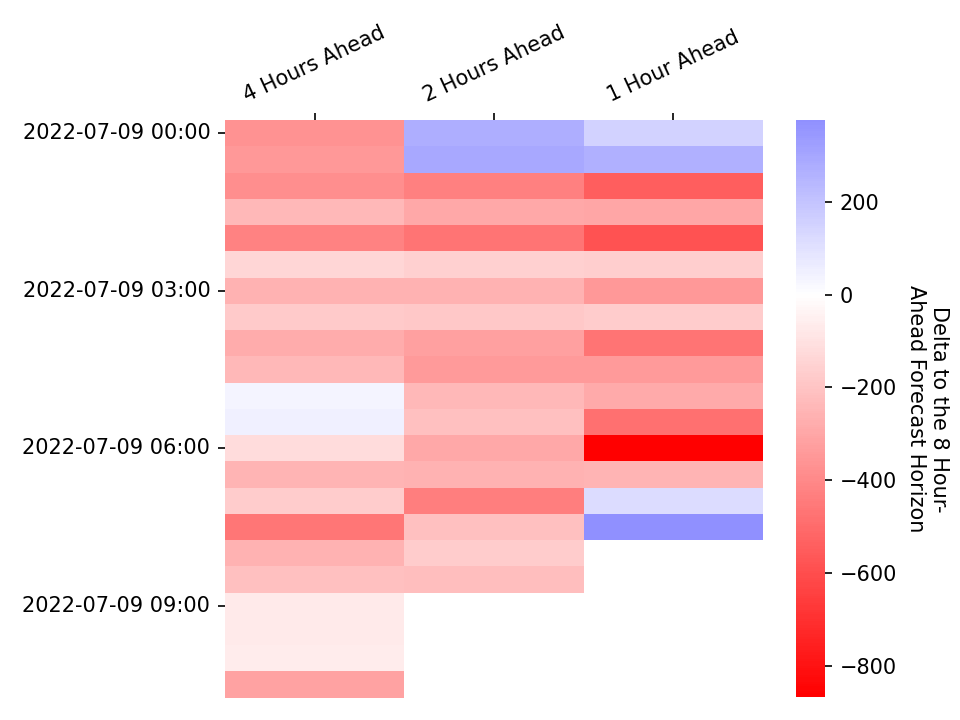 4 Hours Ahead
2 Hours Ahead
1 Hour Ahead
2022-07-09 00:00
2022-07-09 03:00
2022-07-09 06:00
2022-07-09 09:00
200
0
−200
−400
−600
−800
Delta to the 8 Hour-
Ahead Forecast Horizon